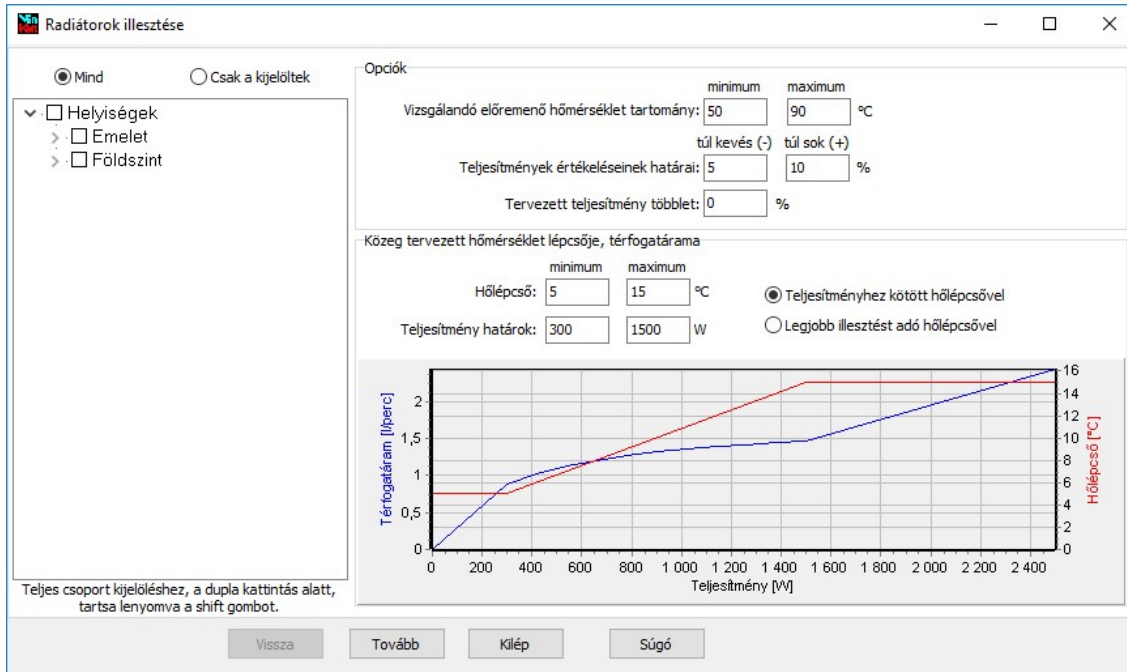 Radiátorok illesztése
Mind
Csak a kijelöltek
Helyiségek
Emelet
Földszint
Teljes csoport kijelöléshez, a dupla kattintás alatt,
tartsa lenyomva a shift gombot.
Opciók
minimum maximum
Vizsgálandó előremenő hőmérséklet tartomány: 50 90 °C
túl kevés (-) túl sok (+)
Teljesítmények értékeléseinek határai: 5 10 %
Tervezett teljesítmény többlet: 0 %
Közeg tervezett hőmérséklet lépcsője, térfogatárama
minimum maximum
Hőlépcső: 5 15 °C
Teljesítmény határok: 300 1500 W
Teljesítményhez kötött hőlépcsővel
Legjobb illesztést adó hőlépcsővel
Térfogatáram [l/perc]
2
1,5
1
0,5
0
16
14
12
10
8
6
4
2
0
Hőlépcső [°C]
0 200 400 600 800 1 000 1 200 1 400 1 600 1 800 2 000 2 200 2 400
Teljesítmény [W]
Vissza Tovább Kilép Súgó